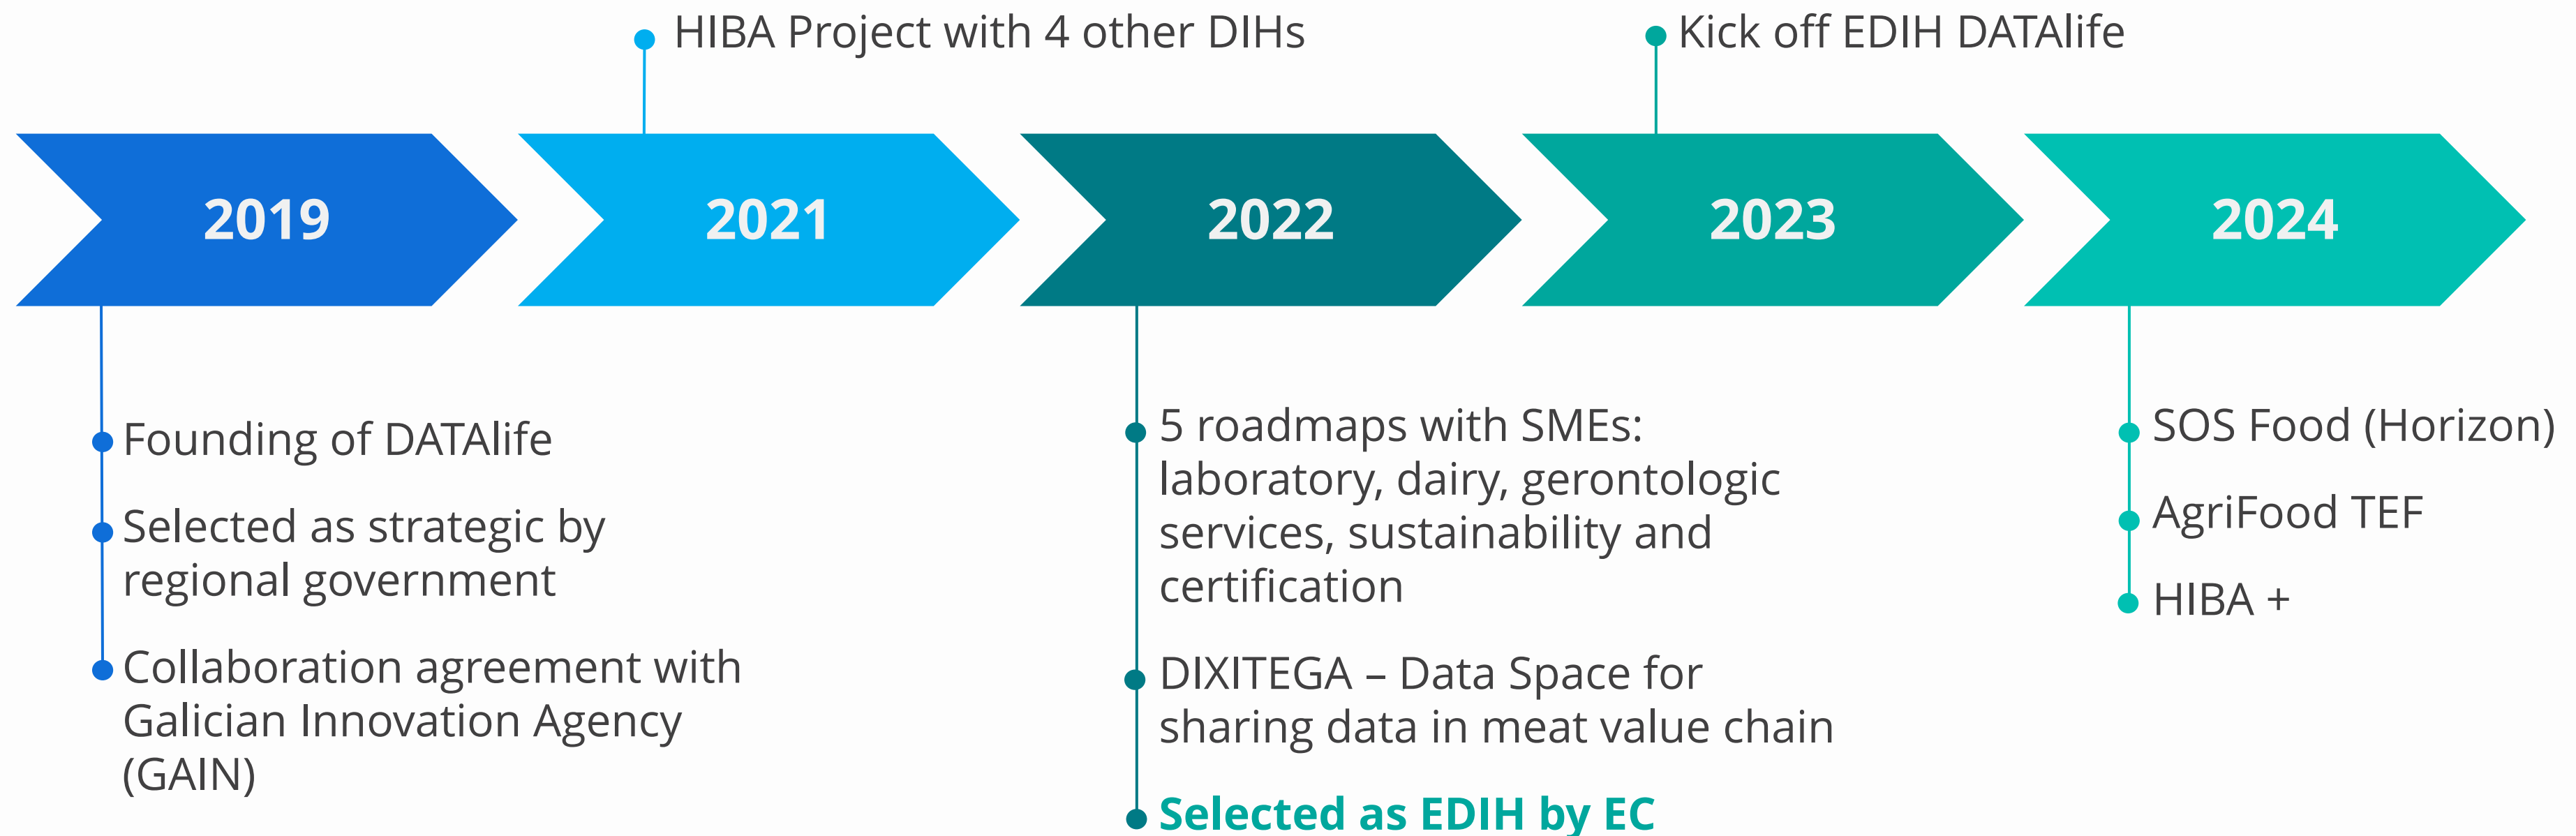 HIBA Project with 4 other DIHs
Kick off EDIH DATAlife
2019
2021
2022
2023
2024
Founding of DATAlife
Selected as strategic by
regional government
Collaboration agreement with
Galician Innovation Agency
(GAIN)
5 roadmaps with SMEs:
laboratory, dairy, gerontologic
services, sustainability and
certification
DIXITEGA – Data Space for
sharing data in meat value chain
Selected as EDIH by EC
SOS Food (Horizon)
AgriFood TEF
HIBA +